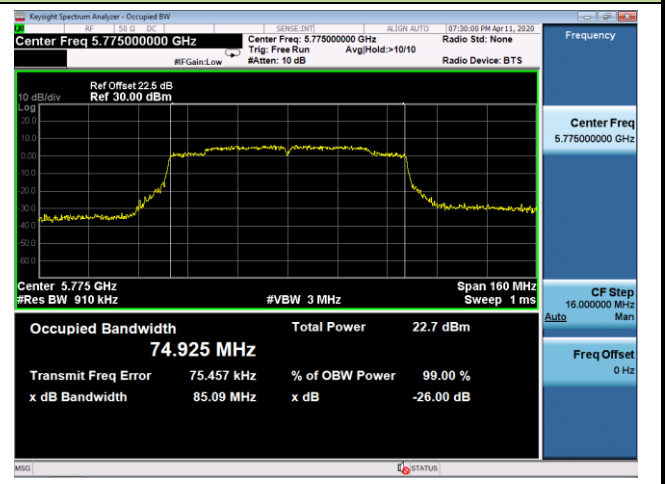 Keysight Spectrum Analyzer - Occupied BW
RF 50 Ω DC SENSE:INT ALIGN AUTO 07:30:00 PM Apr 11, 2020
Center Freq 5.775000000 GHz
Center Freq: 5.775000000 GHz
Radio Std: None
Trig: Free Run Avg|Hold:>10/10
#IFGain:Low #Atten: 10 dB Radio Device: BTS
Ref Offset 22.5 dB
10 dB/div Ref 30.00 dBm
Log
20.0
10.0
0.00
-10.0
-20.0
-30.0
-40.0
-50.0
-60.0
Center 5.775 GHz Span 160 MHz
#Res BW 910 kHz #VBW 3 MHz Sweep 1 ms
Occupied Bandwidth Total Power 22.7 dBm
74.925 MHz
Transmit Freq Error 75.457 kHz % of OBW Power 99.00 %
x dB Bandwidth 85.09 MHz x dB -26.00 dB
Frequency
Center Freq
5.775000000 GHz
CF Step
16.000000 MHz
Auto Man
Freq Offset
0 Hz
MSG STATUS